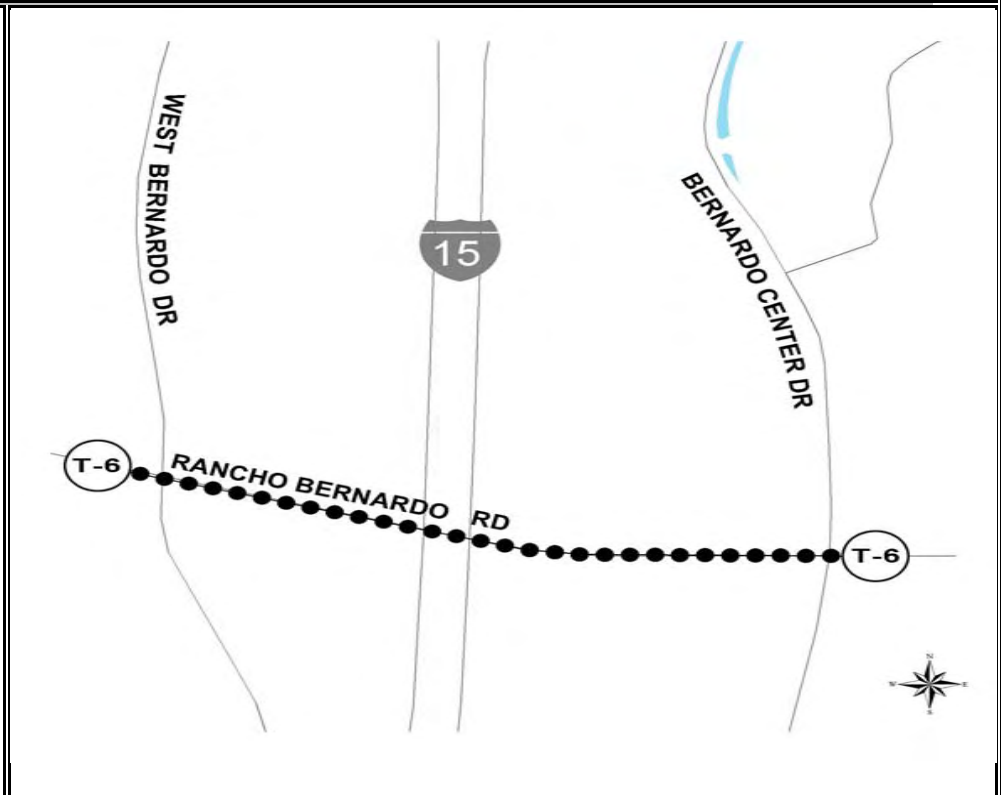 WEST BERNARDO DR
15
BERNARDO CENTER DR
T-6
RANCHO BERNARDO RD
T-6
N
W
E
S